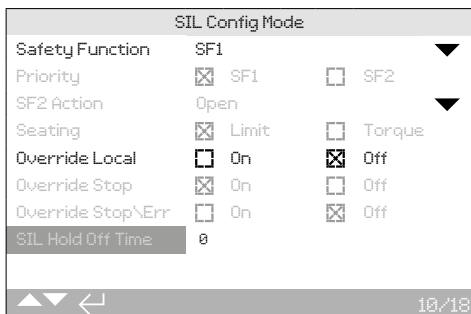 SIL Config Mode
Safety Function SF1
Priority SF1 SF2
SF2 Action Open
Seating Limit Torque
Override Local On Off
Override Stop On Off
Override Stop\Err On Off
SIL Hold Off Time 0
10/18